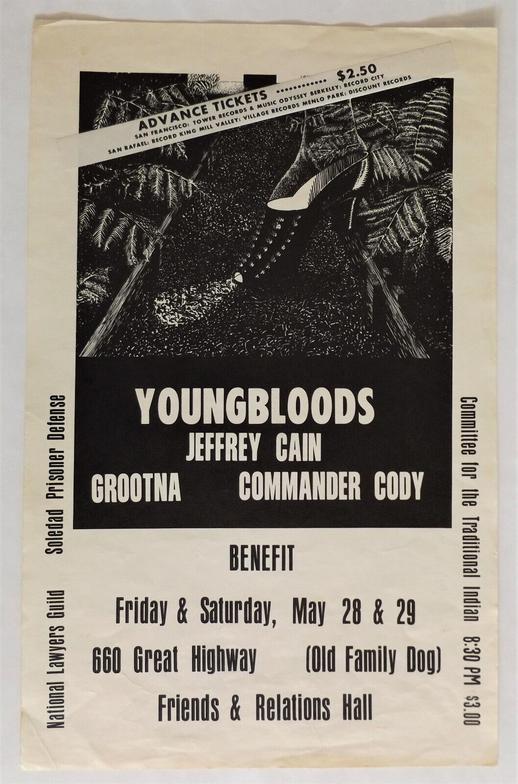 ADVANCE TICKETS ............ $2.50
SAN FRANCISCO: TOWER RECORDS & MUSIC ODYSSEY BERKELEY: RECORD CITY
SAN RAFAEL: RECORD KING MILL VALLEY: VILLAGE RECORDS MENLO PARK: DISCOUNT RECORDS
YOUNGBLOODS
JEFFREY CAIN
GROOTNA COMMANDER CODY
BENEFIT
Friday & Saturday, May 28 & 29
660 Great Highway (Old Family Dog)
Friends & Relations Hall
National Lawyers Guild Soledad Prisoner Defense
Committee for the Traditional Indian 8:30 PM $3.00